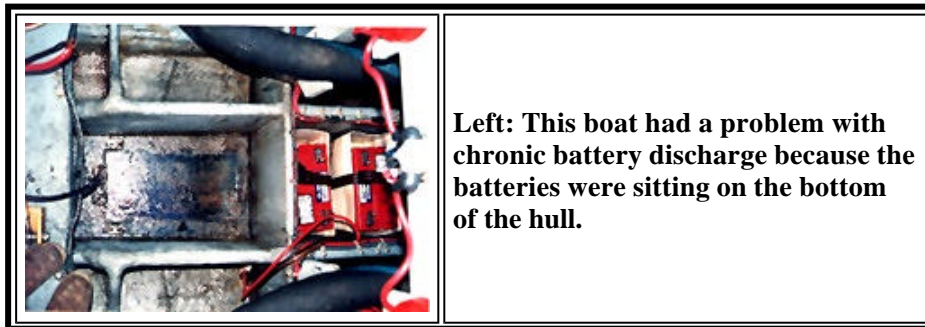 Left: This boat had a problem with
chronic battery discharge because the
batteries were sitting on the bottom
of the hull.